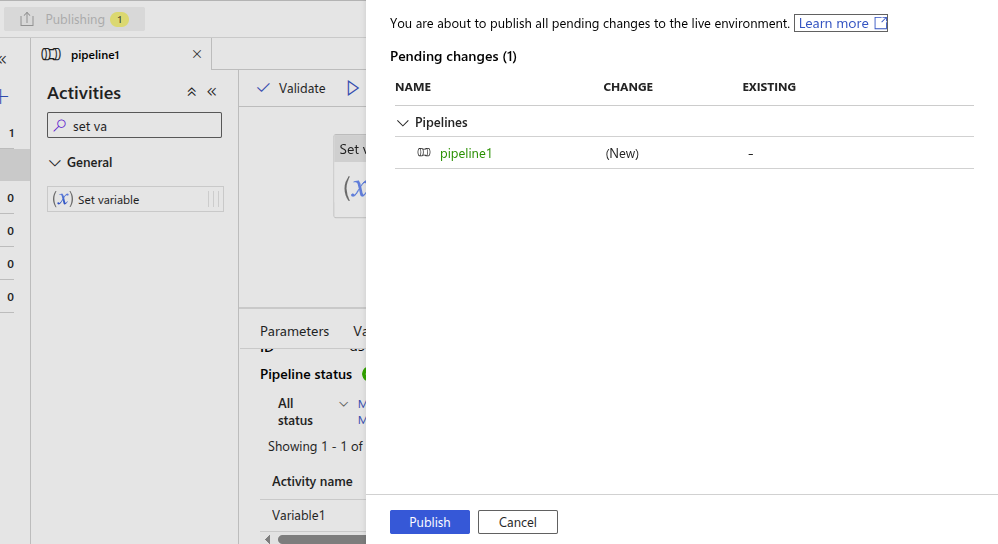 Publishing 1
pipeline1
Activities
set va
General
Set variable
1
0
0
0
0
Validate
Set
(x
Parameters
ID
Pipeline status
All
status
Showing 1 - 1 of
Activity name
Variable1
You are about to publish all pending changes to the live environment. Learn more
Pending changes (1)
NAME CHANGE EXISTING
Pipelines
pipeline1 (New) -
Publish Cancel